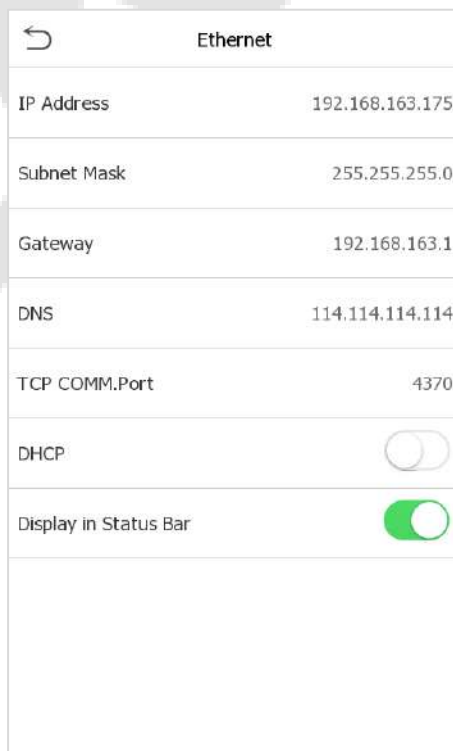 Ethernet
IP Address 192.168.163.175
Subnet Mask 255.255.255.0
Gateway 192.168.163.1
DNS 114.114.114.114
TCP COMM.Port 4370
DHCP
Display in Status Bar